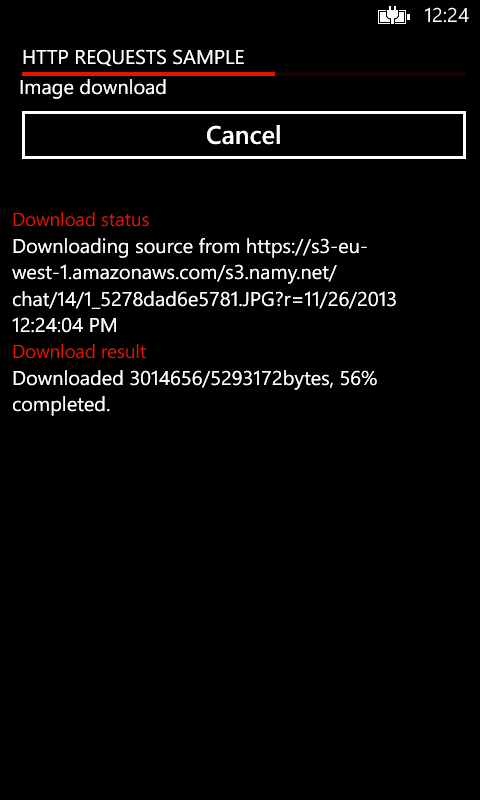 12:24
HTTP REQUESTS SAMPLE
Image download
Cancel
Download status
Downloading source from https://s3-eu-
west-1.amazonaws.com/s3.namy.net/
chat/14/1_5278dad6e5781.JPG?r=11/26/2013
12:24:04 PM
Download result
Downloaded 3014656/5293172bytes, 56%
completed.